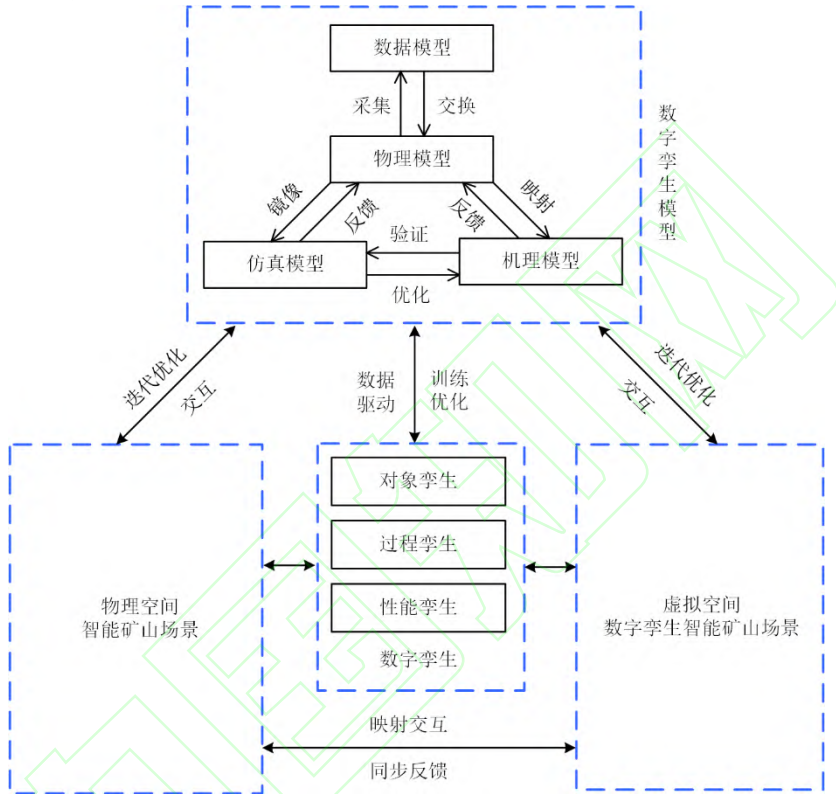 数据模型
采集
交换
物理模型
数字孪生模型
镜像
反馈
反馈
映射
验证
仿真模型
机理模型
优化
迭代优化
交互
数据
驱动
训练
优化
迭代优化
交互
对象孪生
过程孪生
性能孪生
数字孪生
物理空间
智能矿山场景
虚拟空间
数字孪生智能矿山场景
映射交互
同步反馈